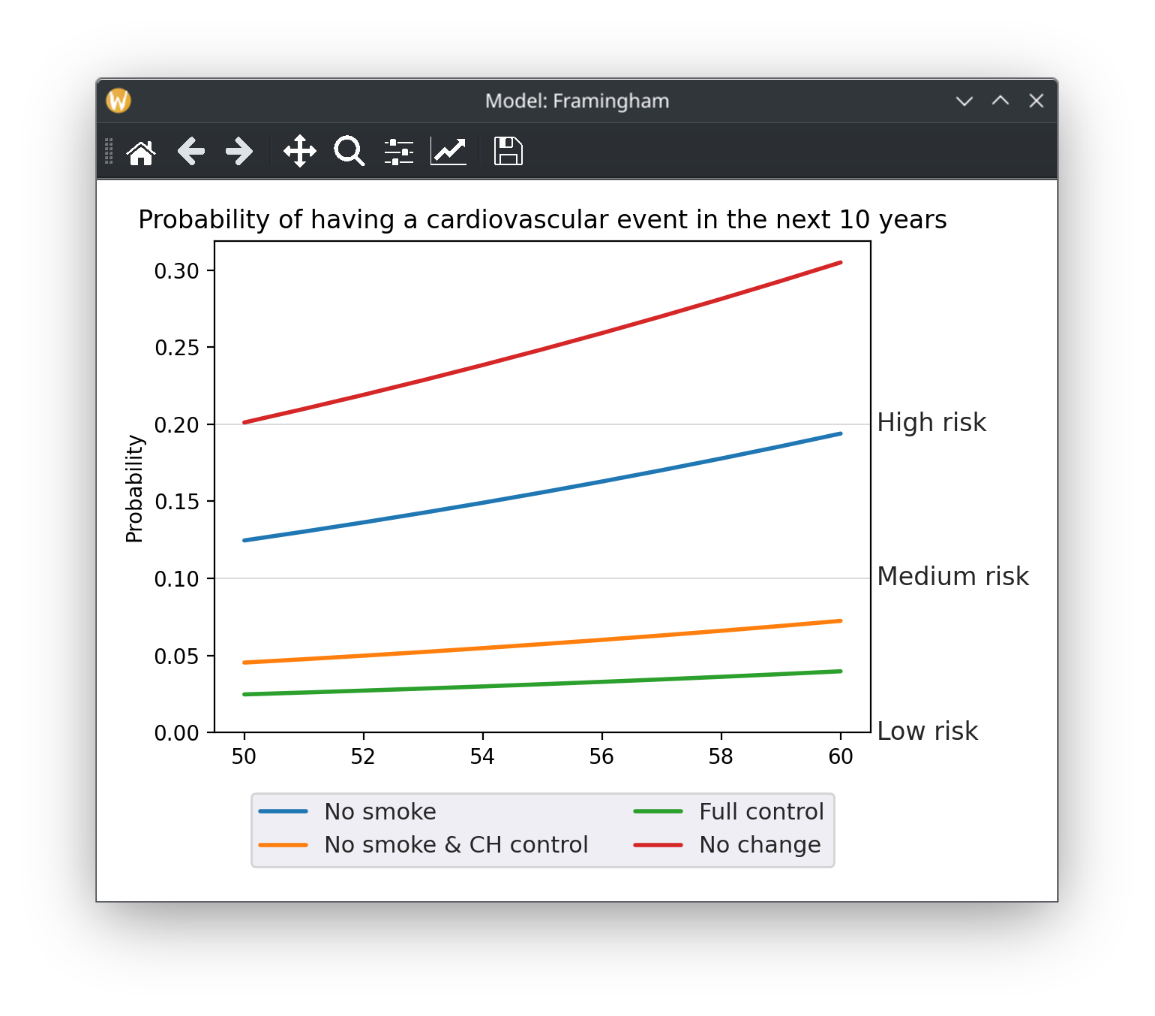 Model: Framingham
Probability of having a cardiovascular event in the next 10 years
Probability
0.30
0.25
0.20
0.15
0.10
0.05
0.00
High risk
Medium risk
Low risk
50 52 54 56 58 60
No smoke Full control
No smoke & CH control No change